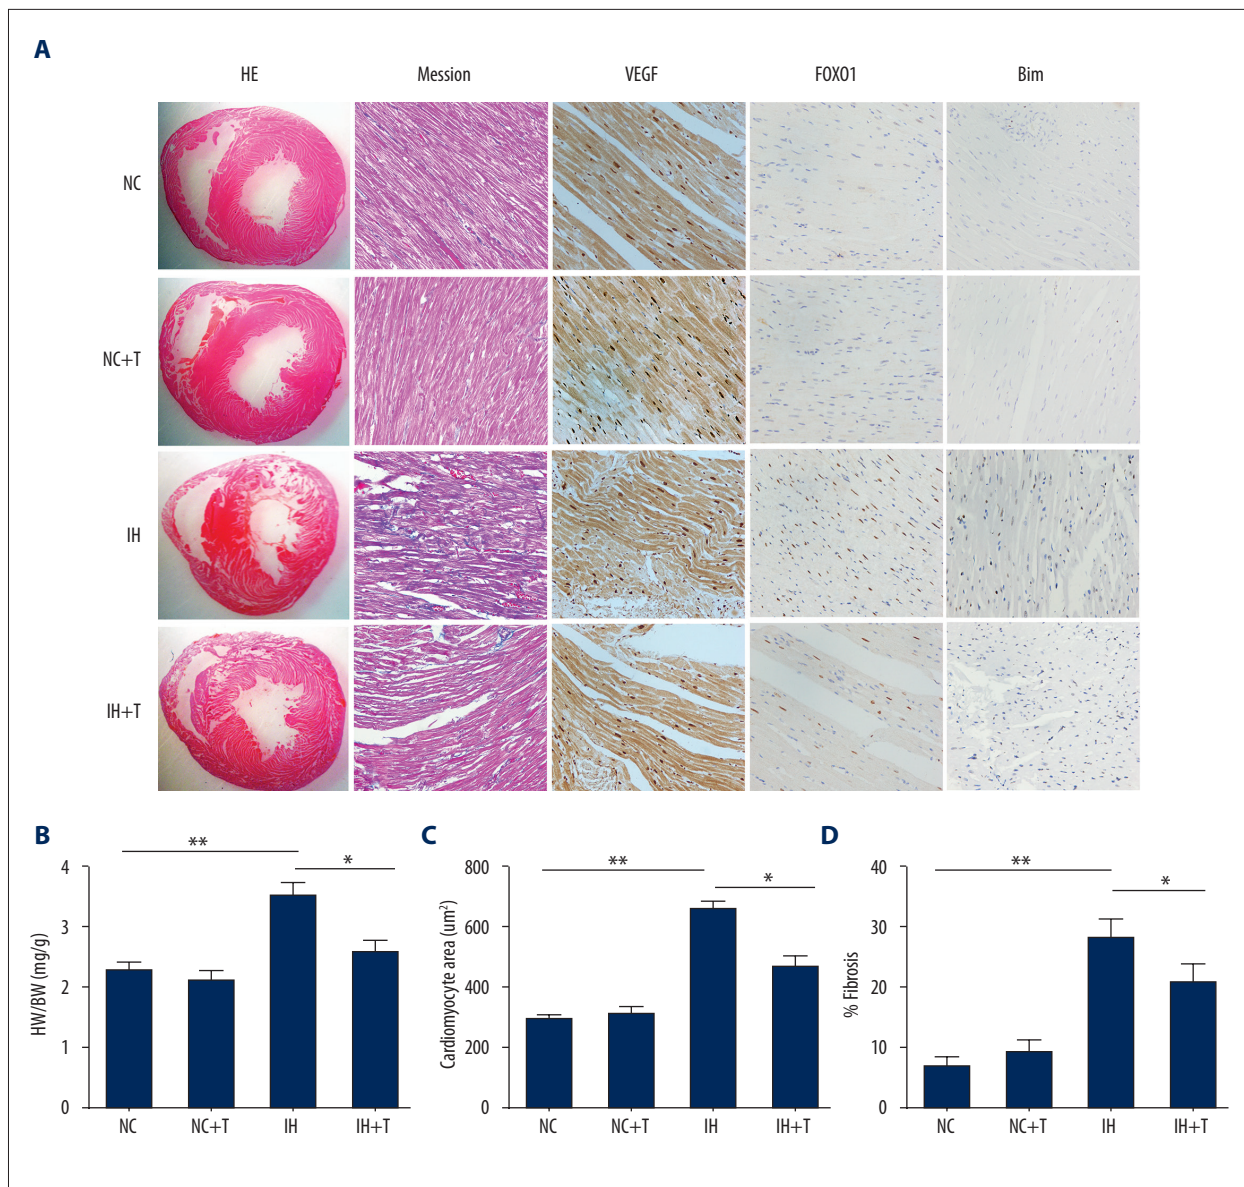 A
HE Mession VEGF FOXO1 Bim
NC
NC+T
IH
IH+T
B
**
*
4
3
2
1
0
HW/BW (mg/g)
NC NC+T IH IH+T
C
**
*
800
600
400
200
0
Cardiomyocyte area (um²)
NC NC+T IH IH+T
D
**
*
40
30
20
10
0
% Fibrosis
NC NC+T IH IH+T